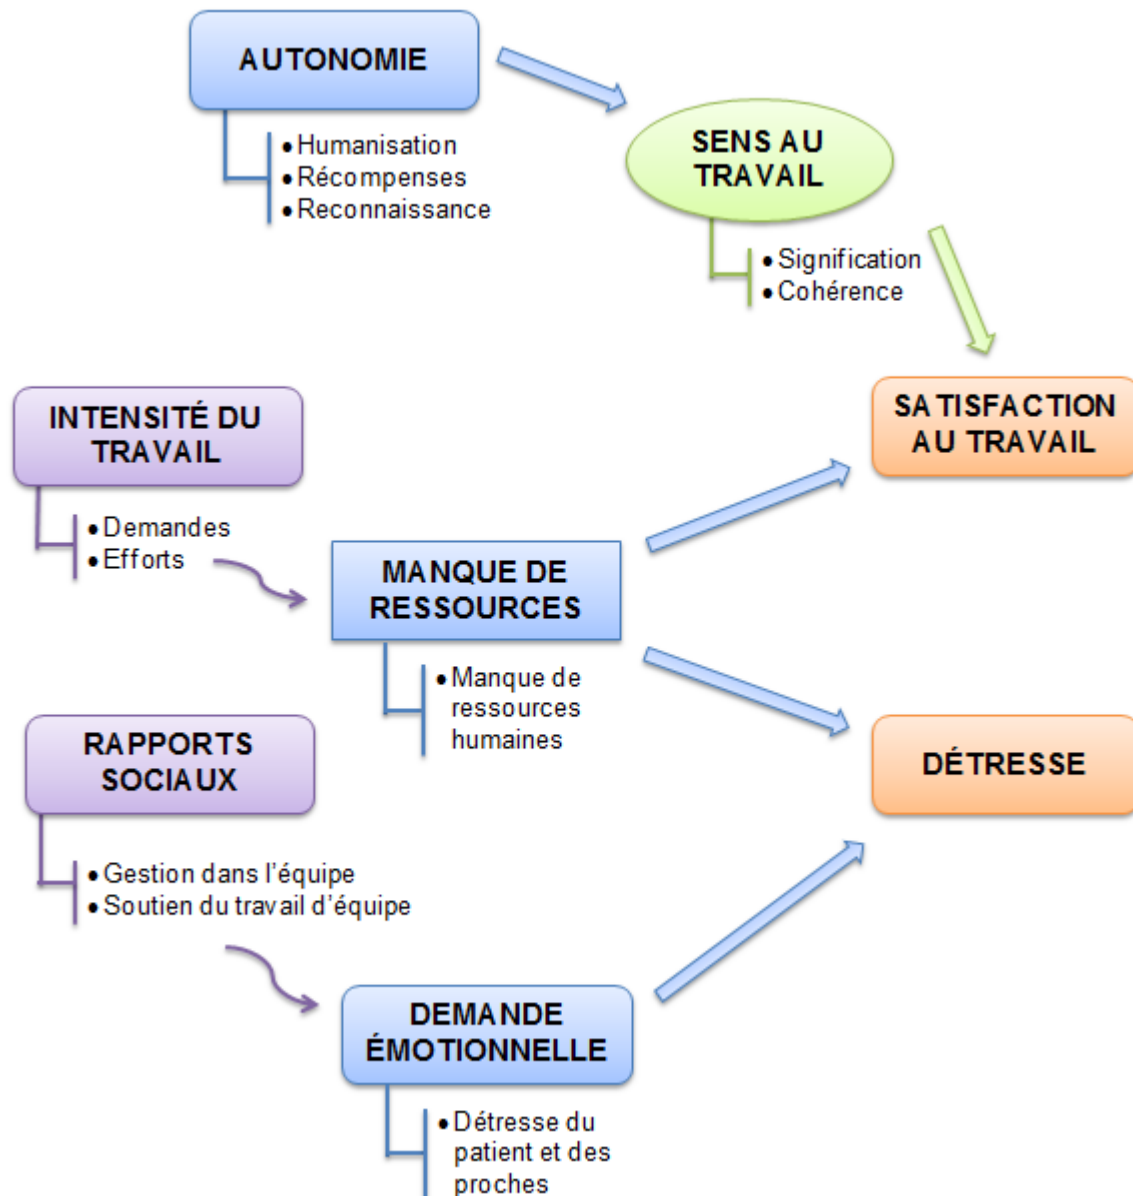 AUTONOMIE
• Humanisation
• Récompenses
• Reconnaissance
SENS AU
TRAVAIL
• Signification
• Cohérence
SATISFACTION
AU TRAVAIL
INTENSITÉ DU
TRAVAIL
• Demandes
• Efforts
MANQUE DE
RESSOURCES
• Manque de
ressources
humaines
RAPPORTS
SOCIAUX
• Gestion dans l'équipe
• Soutien du travail d'équipe
DÉTRESSE
DEMANDE
ÉMOTIONNELLE
• Détresse du
patient et des
proches